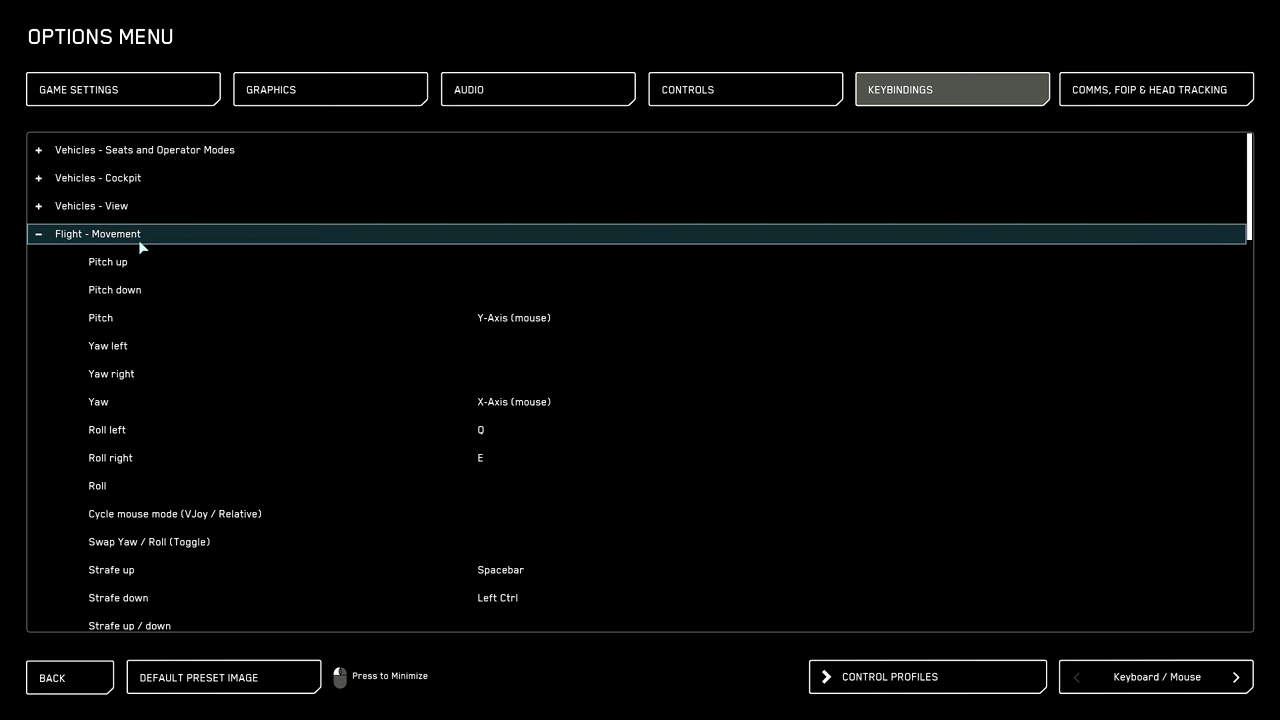 OPTIONS MENU
GAME SETTINGS
GRAPHICS
AUDIO
CONTROLS
KEYBINDINGS
COMMS, FOIP & HEAD TRACKING
+ Vehicles - Seats and Operator Modes
+ Vehicles - Cockpit
+ Vehicles - View
− Flight - Movement
Pitch up
Pitch down
Pitch Y-Axis (mouse)
Yaw left
Yaw right
Yaw X-Axis (mouse)
Roll left Q
Roll right E
Roll
Cycle mouse mode (VJoy / Relative)
Swap Yaw / Roll (Toggle)
Strafe up Spacebar
Strafe down Left Ctrl
Strafe up / down
BACK
DEFAULT PRESET IMAGE
Press to Minimize
CONTROL PROFILES
Keyboard / Mouse